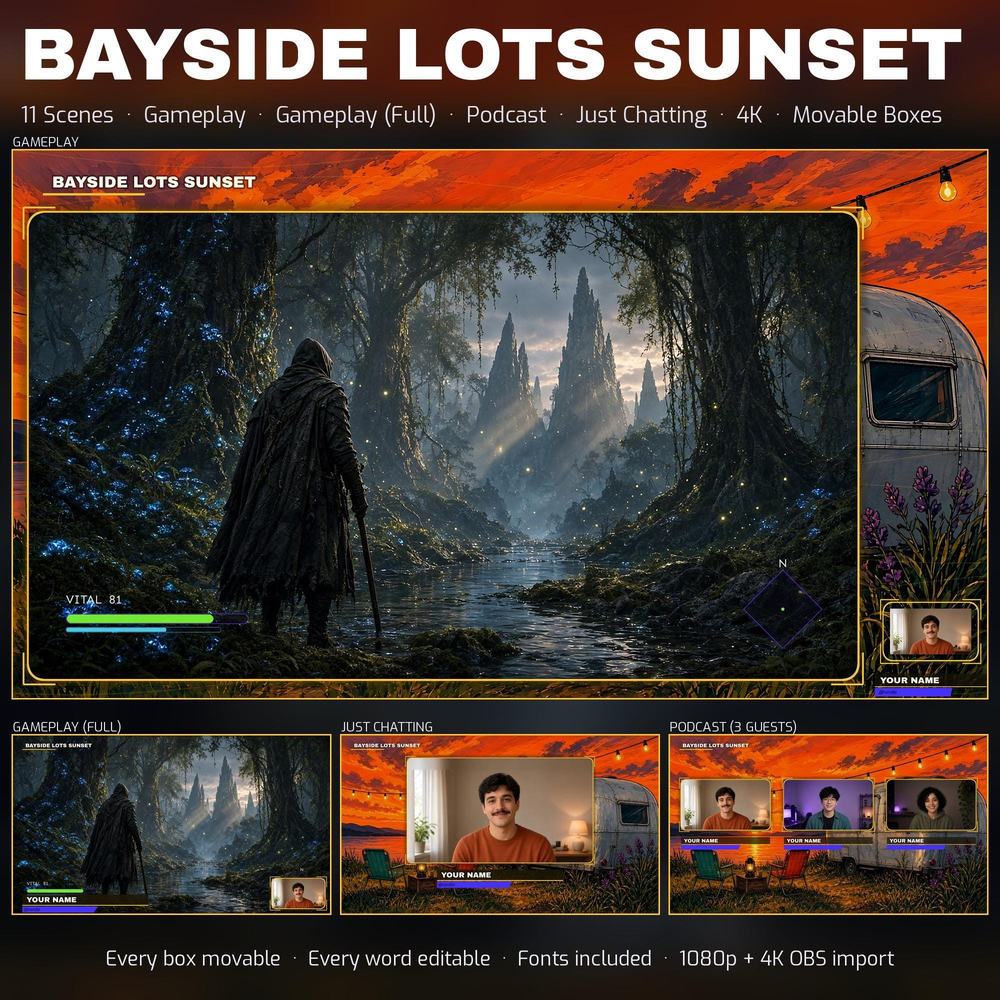 BAYSIDE LOTS SUNSET
11 Scenes · Gameplay · Gameplay (Full) · Podcast · Just Chatting · 4K · Movable Boxes
GAMEPLAY
BAYSIDE LOTS SUNSET
VITAL 81
N
YOUR NAME
GAMEPLAY (FULL)
JUST CHATTING
PODCAST (3 GUESTS)
BAYSIDE LOTS SUNSET
BAYSIDE LOTS SUNSET
BAYSIDE LOTS SUNSET
VITAL 81
YOUR NAME
YOUR NAME
YOUR NAME
YOUR NAME
YOUR NAME
Every box movable · Every word editable · Fonts included · 1080p + 4K OBS import